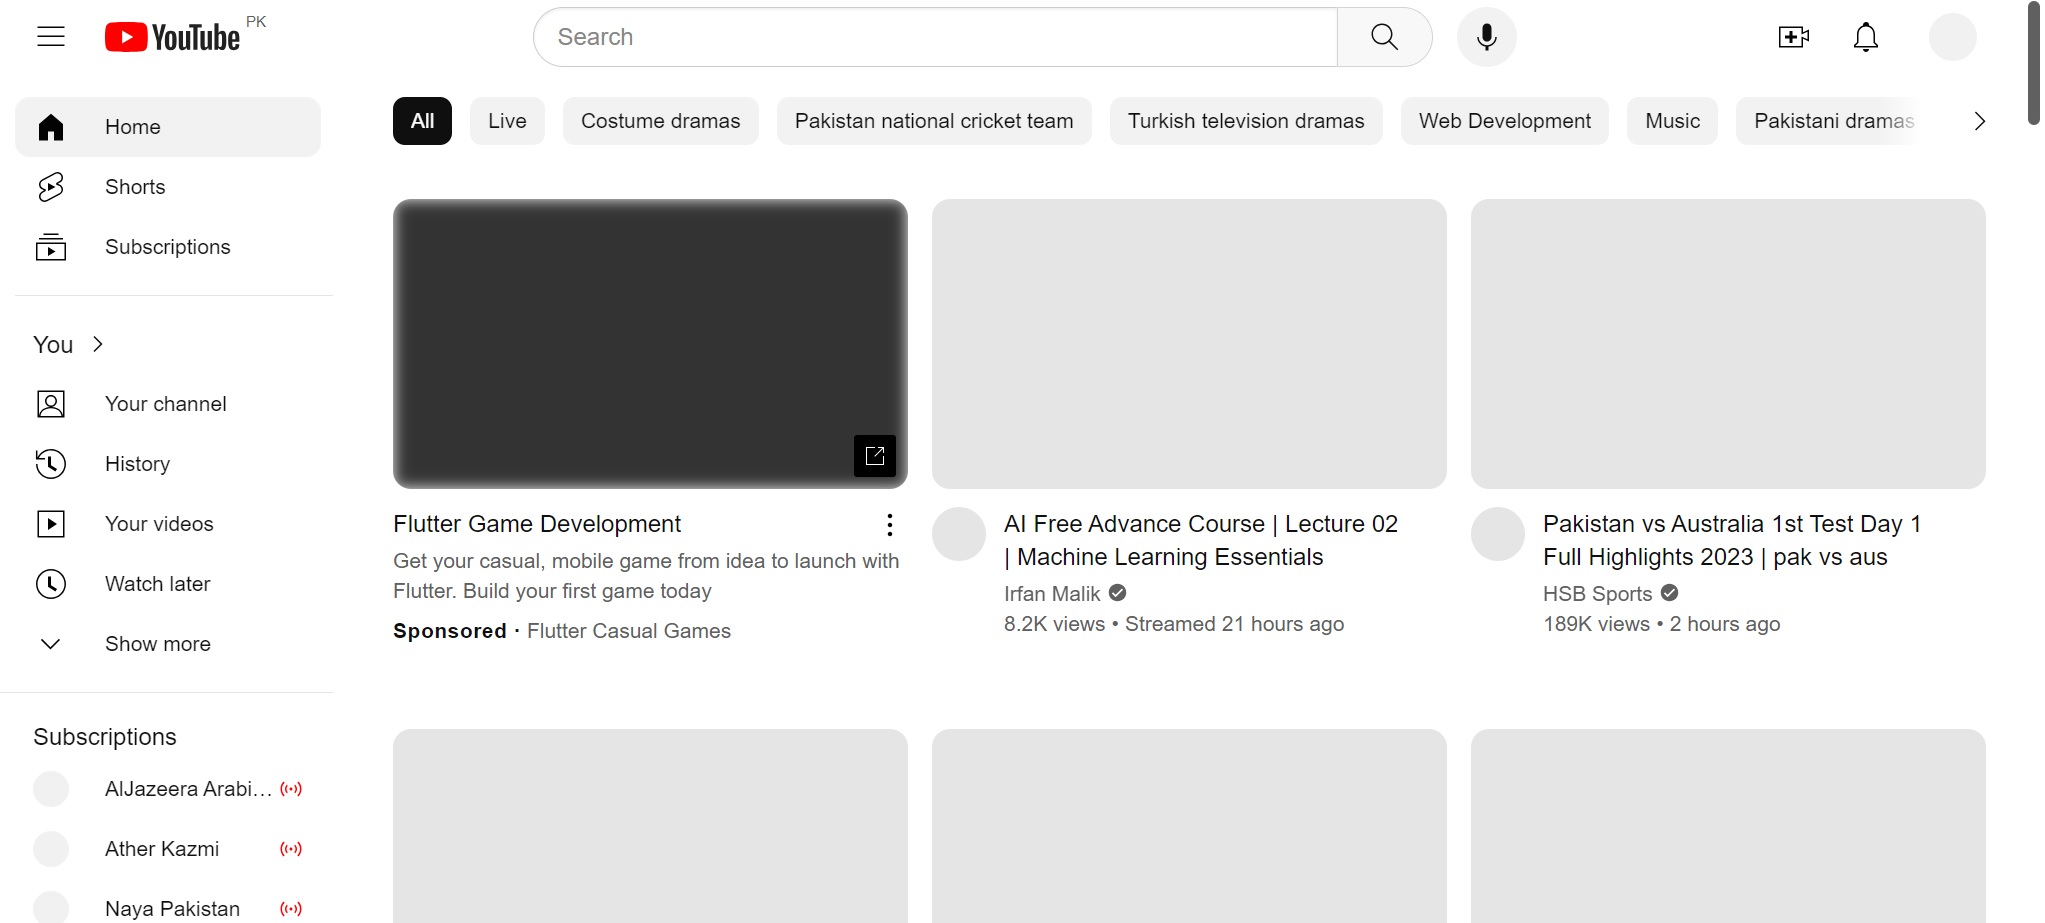 YouTube PK
Search
Home
Shorts
Subscriptions
You
Your channel
History
Your videos
Watch later
Show more
Subscriptions
AlJazeera Arabi...
Ather Kazmi
Naya Pakistan
All
Live
Costume dramas
Pakistan national cricket team
Turkish television dramas
Web Development
Music
Pakistani dramas
Flutter Game Development
Get your casual, mobile game from idea to launch with
Flutter. Build your first game today
Sponsored · Flutter Casual Games
AI Free Advance Course | Lecture 02
| Machine Learning Essentials
Irfan Malik
8.2K views • Streamed 21 hours ago
Pakistan vs Australia 1st Test Day 1
Full Highlights 2023 | pak vs aus
HSB Sports
189K views • 2 hours ago